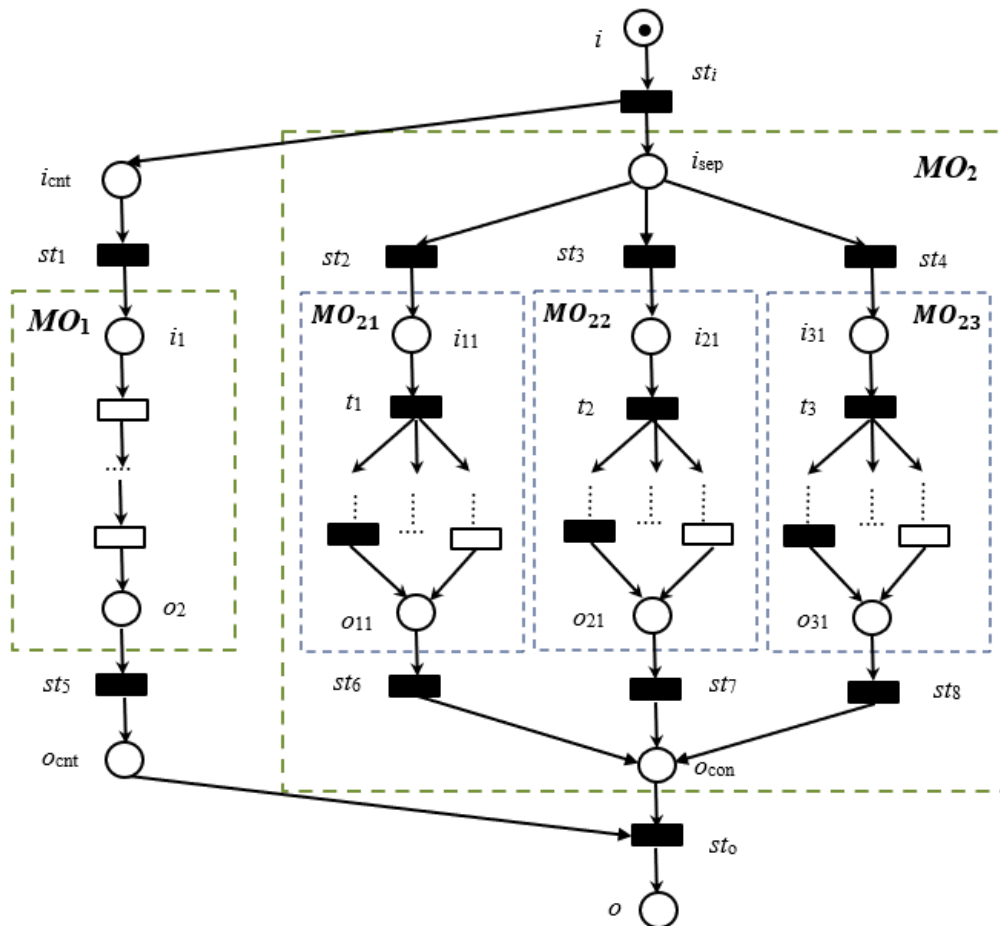 i
st_i
i_cnt
i_sep
MO_2
st_1
st_2
st_3
st_4
MO_1
i_1
MO_21
i_11
MO_22
i_21
i_31
MO_23
t_1
t_2
t_3
o_2
o_11
o_21
o_31
st_5
st_6
st_7
st_8
o_cnt
o_con
st_o
o